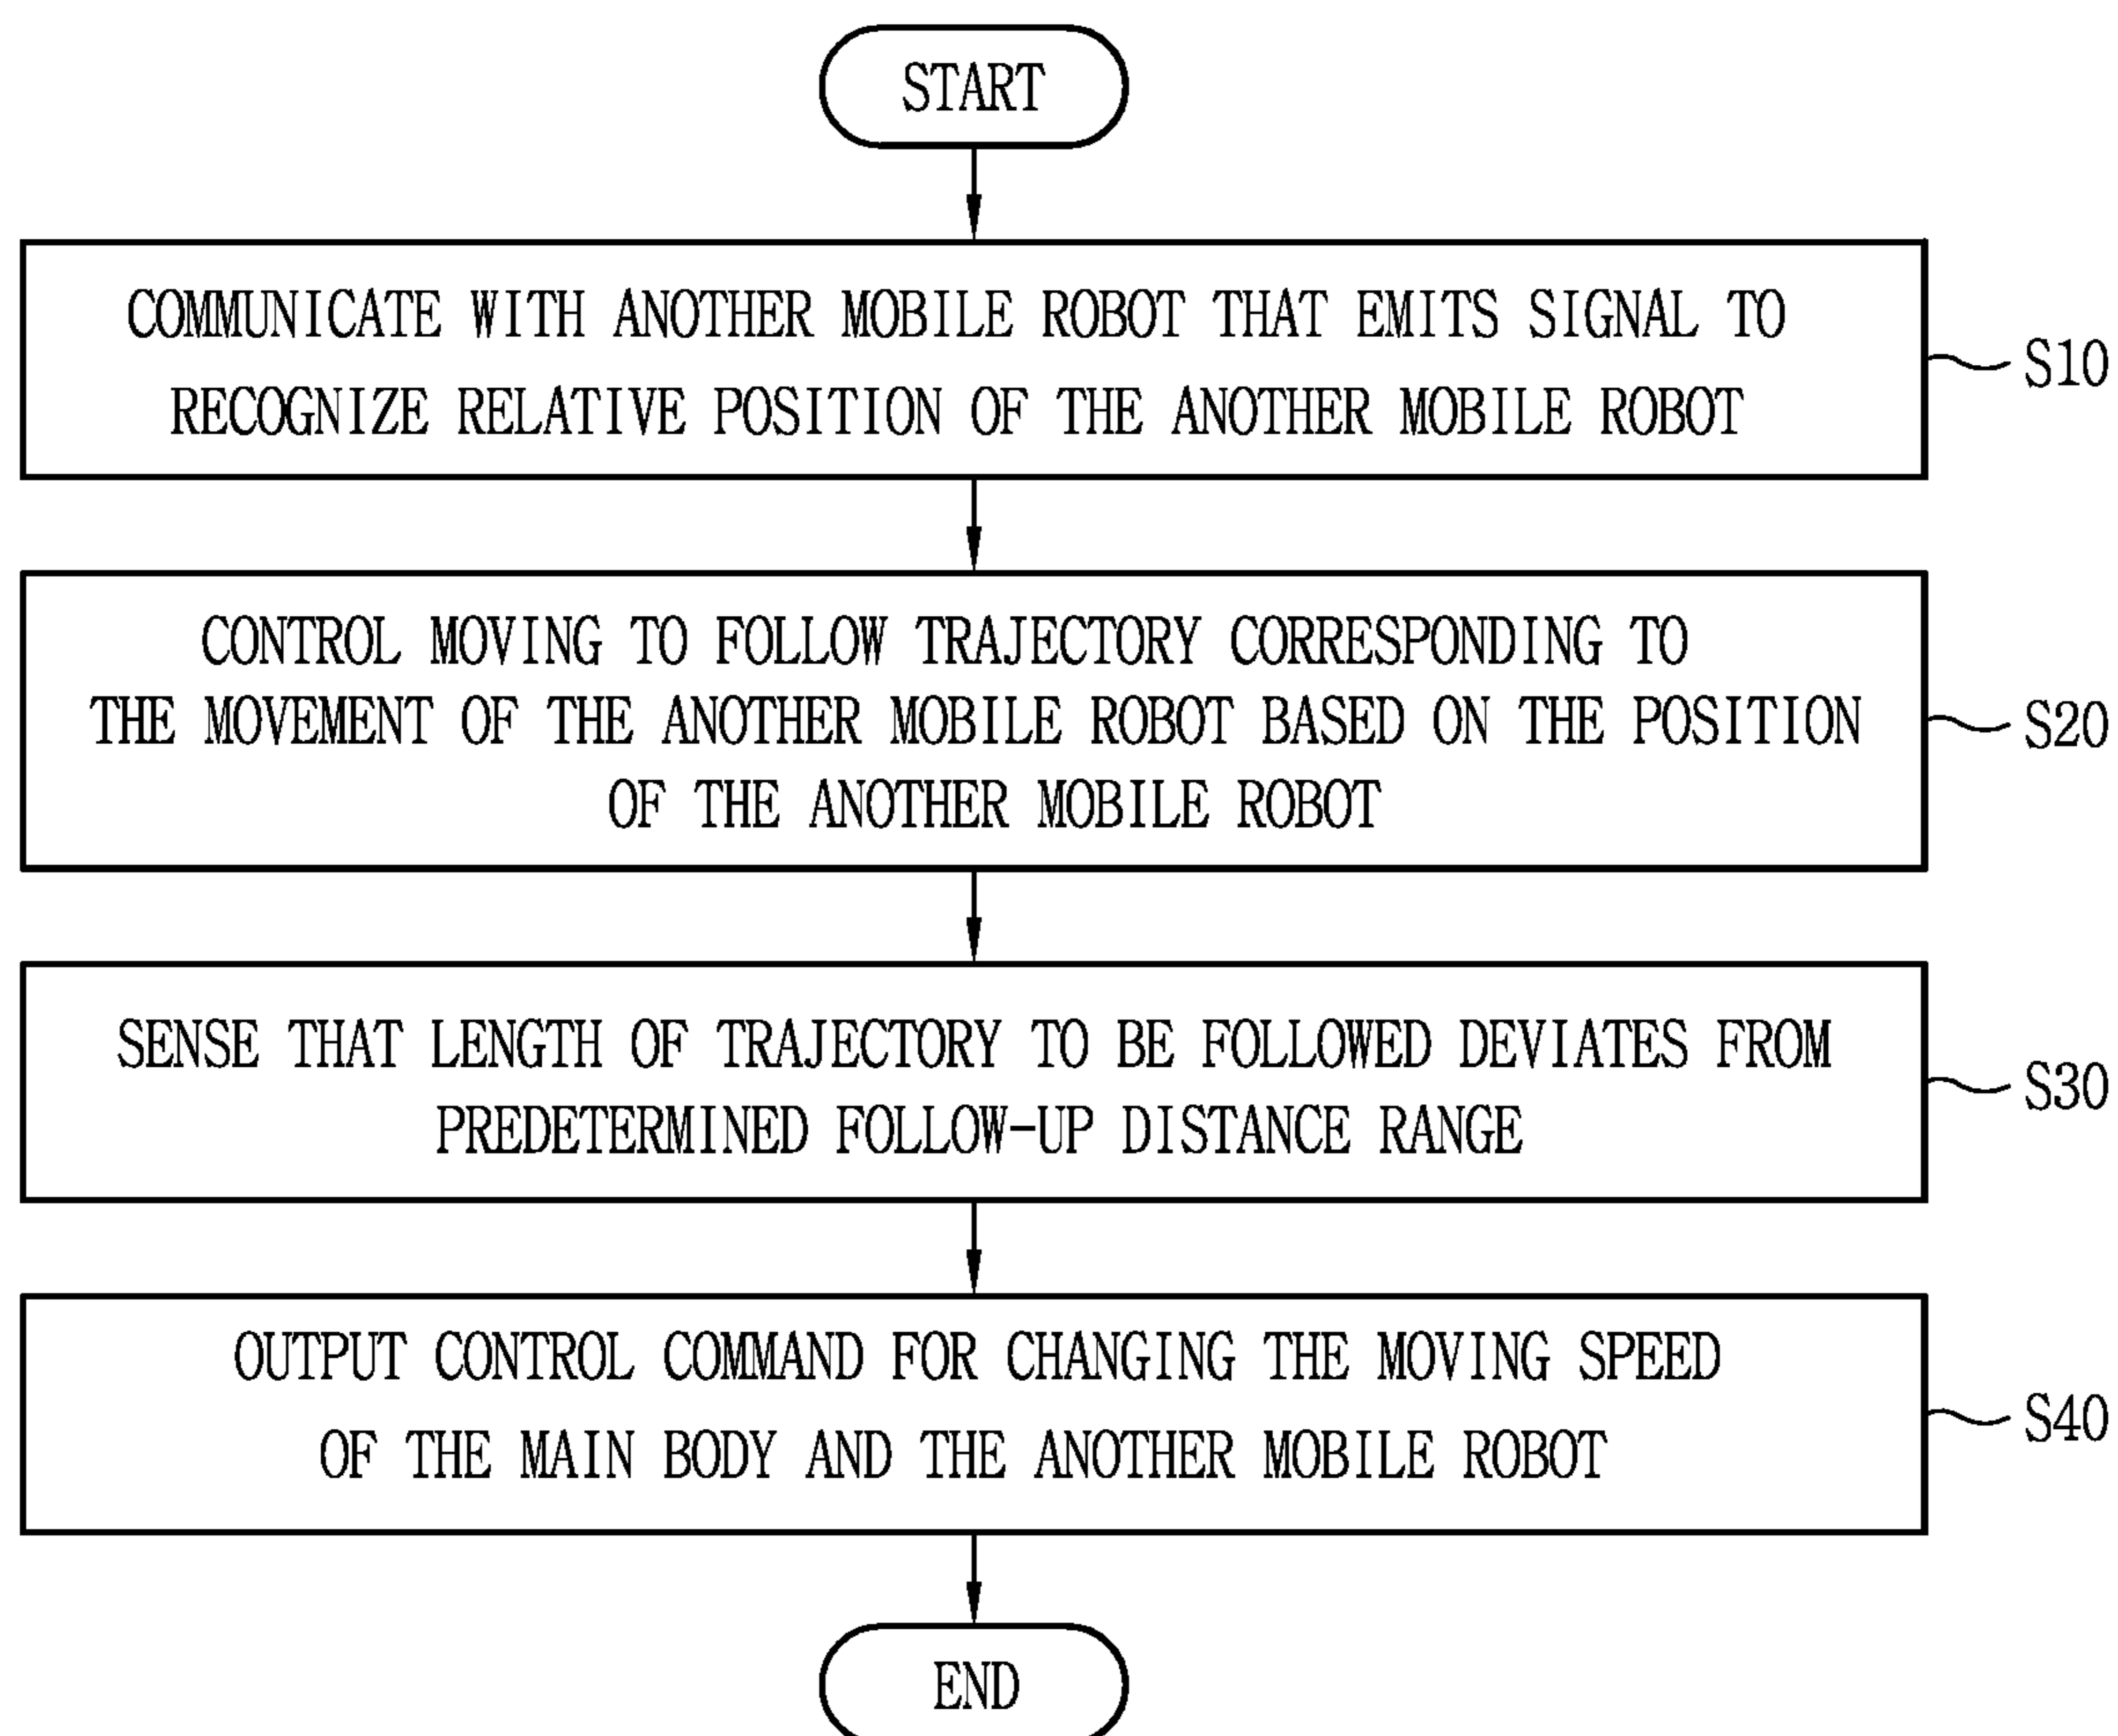 START
COMMUNICATE WITH ANOTHER MOBILE ROBOT THAT EMITS SIGNAL TO
RECOGNIZE RELATIVE POSITION OF THE ANOTHER MOBILE ROBOT
S10
CONTROL MOVING TO FOLLOW TRAJECTORY CORRESPONDING TO
THE MOVEMENT OF THE ANOTHER MOBILE ROBOT BASED ON THE POSITION
OF THE ANOTHER MOBILE ROBOT
S20
SENSE THAT LENGTH OF TRAJECTORY TO BE FOLLOWED DEVIATES FROM
PREDETERMINED FOLLOW-UP DISTANCE RANGE
S30
OUTPUT CONTROL COMMAND FOR CHANGING THE MOVING SPEED
OF THE MAIN BODY AND THE ANOTHER MOBILE ROBOT
S40
END